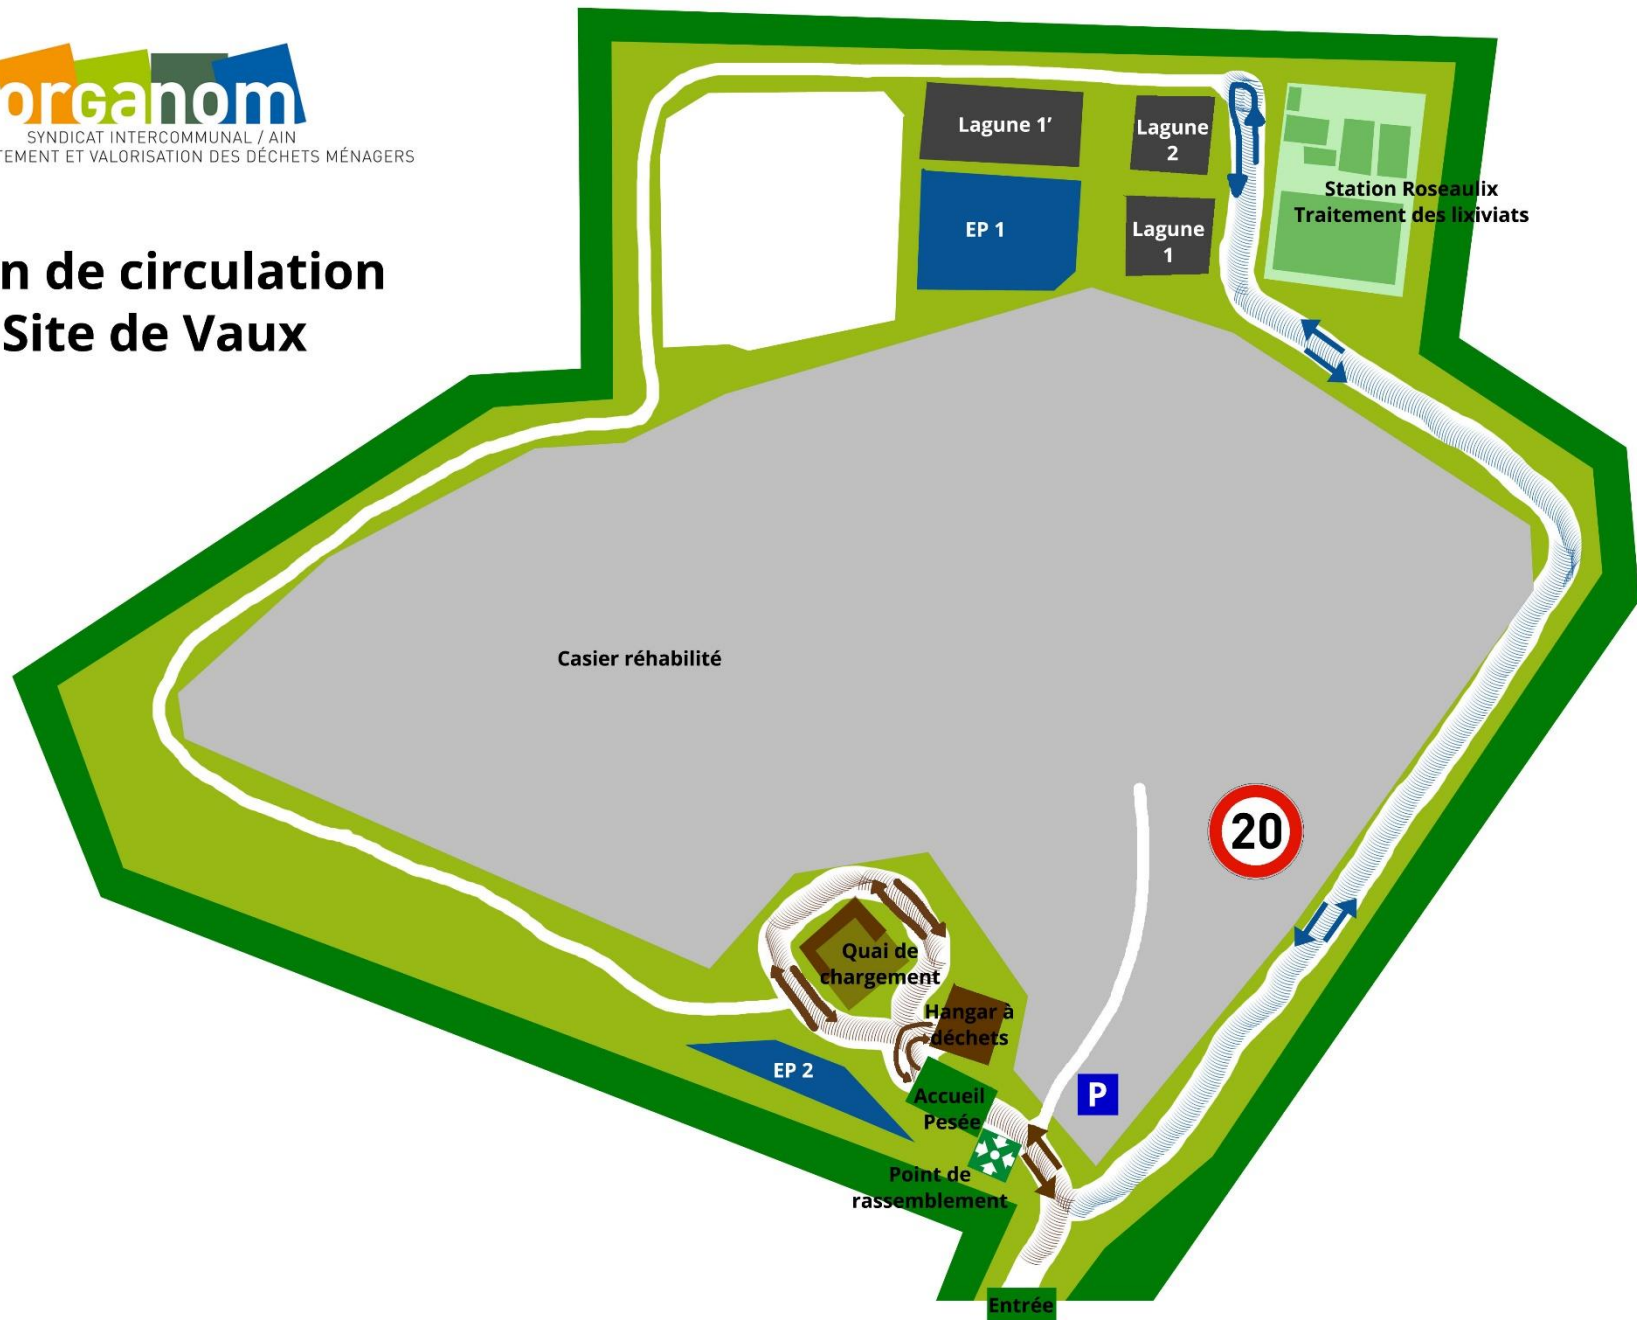 organom
SYNDICAT INTERCOMMUNAL / AIN
TEMENT ET VALORISATION DES DÉCHETS MÉNAGERS
n de circulation
Site de Vaux
Lagune 1’
Lagune
2
EP 1
Lagune
1
Station Roseaulix
Traitement des lixiviats
Casier réhabilité
20
Quai de
chargement
Hangar à
déchets
EP 2
Accueil
Pesée
P
Point de
rassemblement
Entrée